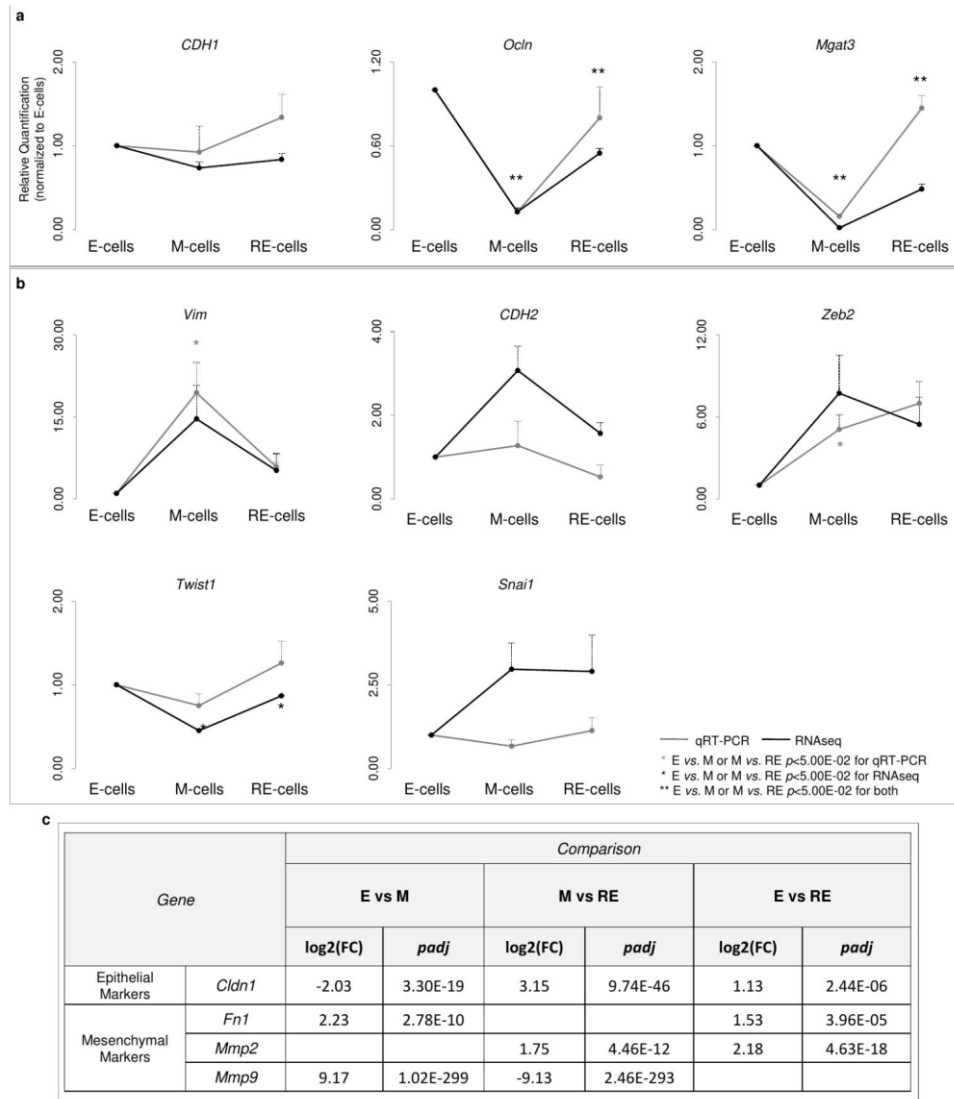 a
CDH1
Ocln
Mgat3
Relative Quantification
(normalized to E-cells)
2.00
1.00
0.00
1.20
0.60
0.00
2.00
1.00
0.00
**
**
**
**
E-cells M-cells RE-cells
E-cells M-cells RE-cells
E-cells M-cells RE-cells
b
Vim
CDH2
Zeb2
30.00
15.00
0.00
4.00
2.00
0.00
12.00
6.00
0.00
*
*
E-cells M-cells RE-cells
E-cells M-cells RE-cells
E-cells M-cells RE-cells
Twist1
Snai1
2.00
1.00
0.00
5.00
2.50
0.00
*
*
E-cells M-cells RE-cells
E-cells M-cells RE-cells
qRT-PCR RNAseq
* E vs. M or M vs. RE p<5.00E-02 for qRT-PCR
* E vs. M or M vs. RE p<5.00E-02 for RNAseq
** E vs. M or M vs. RE p<5.00E-02 for both
c
Gene Comparison
E vs M M vs RE E vs RE
log2(FC) padj log2(FC) padj log2(FC) padj
Epithelial
Markers
Cldn1 -2.03 3.30E-19 3.15 9.74E-46 1.13 2.44E-06
Mesenchymal
Markers
Fn1 2.23 2.78E-10 1.53 3.96E-05
Mmp2 1.75 4.46E-12 2.18 4.63E-18
Mmp9 9.17 1.02E-299 -9.13 2.46E-293